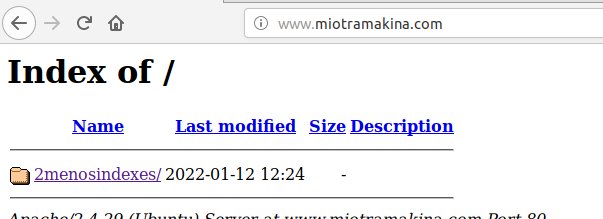 www.miotramakina.com
Index of /
Name Last modified Size Description
2menosindexes/ 2022-01-12 12:24 -
Apache/2.4.29 (Ubuntu) Server at www.miotramakina.com Port 80